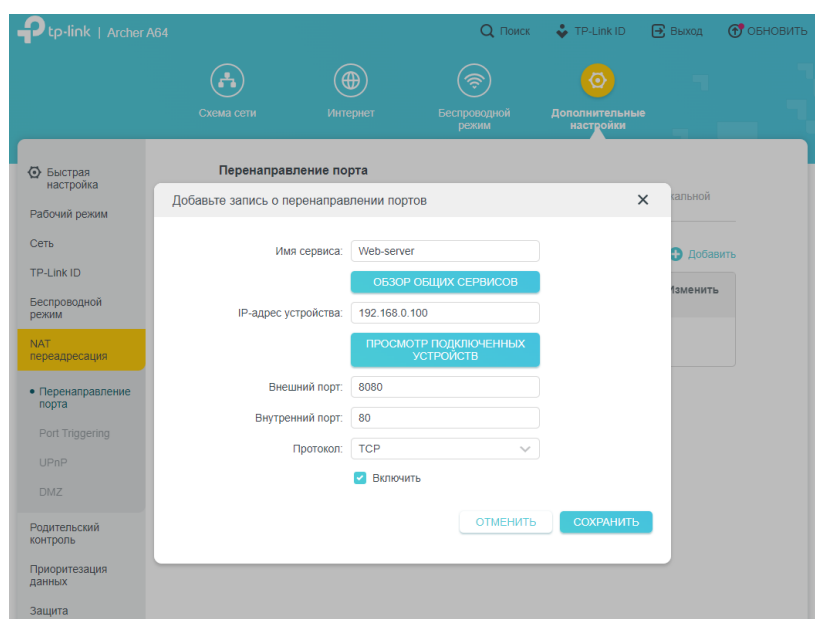 tp-link | Archer A64
Поиск
TP-Link ID
Выход
ОБНОВИТЬ
Схема сети
Интернет
Беспроводной
режим
Дополнительные
настройки
Быстрая
настройка
Рабочий режим
Сеть
TP-Link ID
Беспроводной
режим
NAT
переадресация
Перенаправление
порта
Port Triggering
UPnP
DMZ
Родительский
контроль
Приоритезация
данных
Защита
Перенаправление порта
Добавить
Изменить
Добавьте запись о перенаправлении портов
Имя сервиса: Web-server
ОБЗОР ОБЩИХ СЕРВИСОВ
IP-адрес устройства: 192.168.0.100
ПРОСМОТР ПОДКЛЮЧЕННЫХ
УСТРОЙСТВ
Внешний порт: 8080
Внутренний порт: 80
Протокол: TCP
Включить
ОТМЕНИТЬ
СОХРАНИТЬ